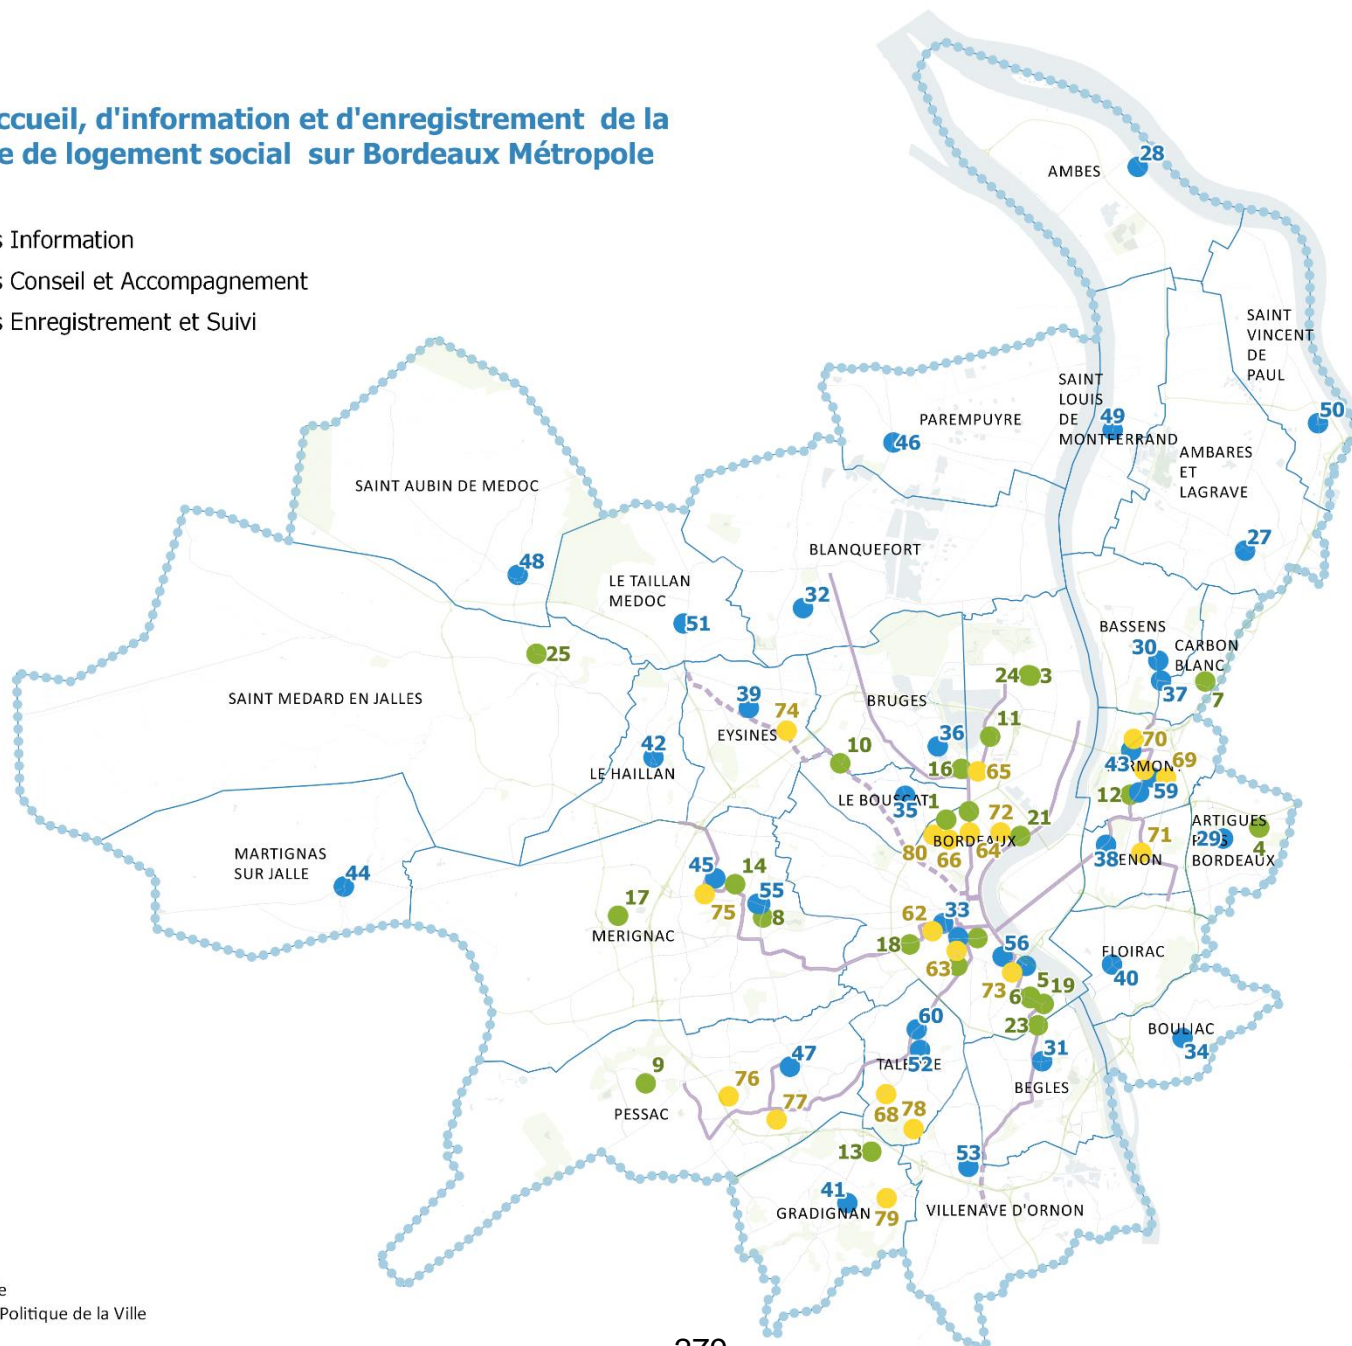 ccueil, d'information et d'enregistrement de la
e de logement social sur Bordeaux Métropole
s Information
s Conseil et Accompagnement
s Enregistrement et Suivi
28
AMBES
SAINT
VINCENT
DE
PAUL
SAINT
LOUIS
DE
MONTFERRAND
49
50
PAREMPUYRE
46
AMBARES
ET
LAGRAVE
27
SAINT AUBIN DE MEDOC
48
BLANQUEFORT
32
LE TAILLAN
MEDOC
51
BASSENS
30
CARBON
BLANC
37
7
25
SAINT MEDARD EN JALLES
24
3
39
74
EYSINES
BRUGES
11
36
10
16
65
42
LE HAILLAN
70
43
69
59
12
LE BOUSCAT
35
1
72
21
BORDEAUX
80
66
64
71
38
ENON
ARTIGUES
29
BORDEAUX
4
MARTIGNAS
SUR JALLE
44
45
14
75
55
8
17
MERIGNAC
62
33
18
63
56
73
5
19
6
23
FLOIRAC
40
BOULIAC
34
60
TALENCE
52
31
BEGLES
47
9
PESSAC
76
77
68
78
13
53
41
GRADIGNAN
79
VILLENAVE D'ORNON
e
Politique de la Ville